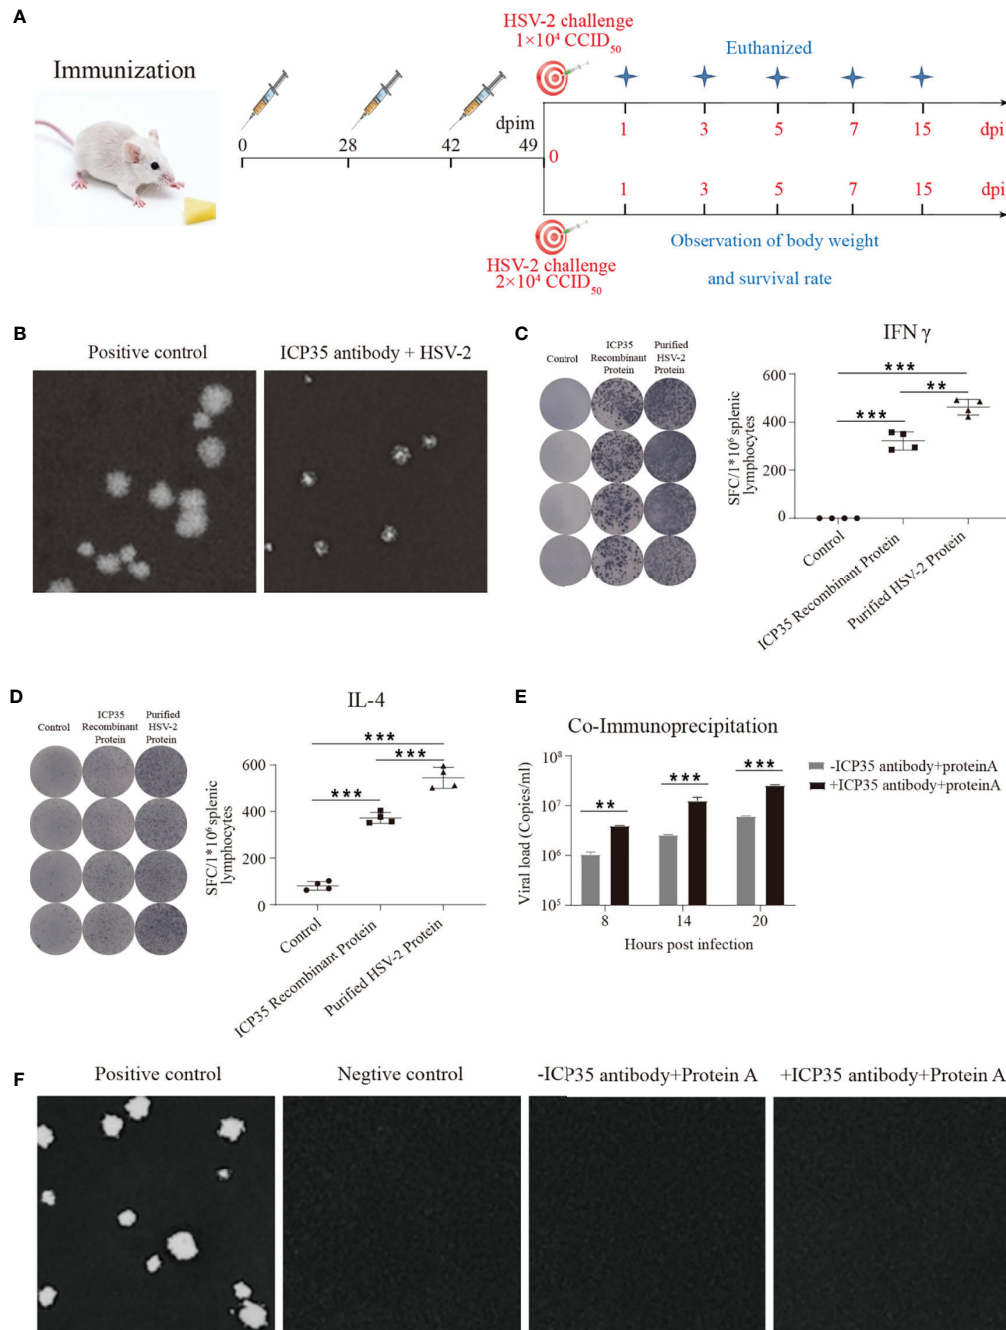 A
Immunization
HSV-2 challenge
1×10⁴ CCID₅₀
Euthanized
dpim
0
28
42
49
0
1
3
5
7
15
dpi
1
3
5
7
15
dpi
HSV-2 challenge
2×10⁴ CCID₅₀
Observation of body weight
and survival rate
B
Positive control
ICP35 antibody + HSV-2
C
Control
ICP35
Recombinant
Protein
Purified
HSV-2
Protein
IFN γ
SFC/1*10⁶ splenic
lymphocytes
600
400
200
0
***
**
***
Control
ICP35 Recombinant Protein
Purified HSV-2 Protein
D
Control
ICP35
Recombinant
Protein
Purified
HSV-2
Protein
IL-4
SFC/1*10⁶ splenic
lymphocytes
600
400
200
0
***
***
***
Control
ICP35 Recombinant Protein
Purified HSV-2 Protein
E
Co-Immunoprecipitation
Viral load (Copies/ml)
10⁸
10⁷
10⁶
10⁵
**
***
***
8
14
20
Hours post infection
-ICP35 antibody+proteinA
+ICP35 antibody+proteinA
F
Positive control
Negtive control
-ICP35 antibody+Protein A
+ICP35 antibody+Protein A